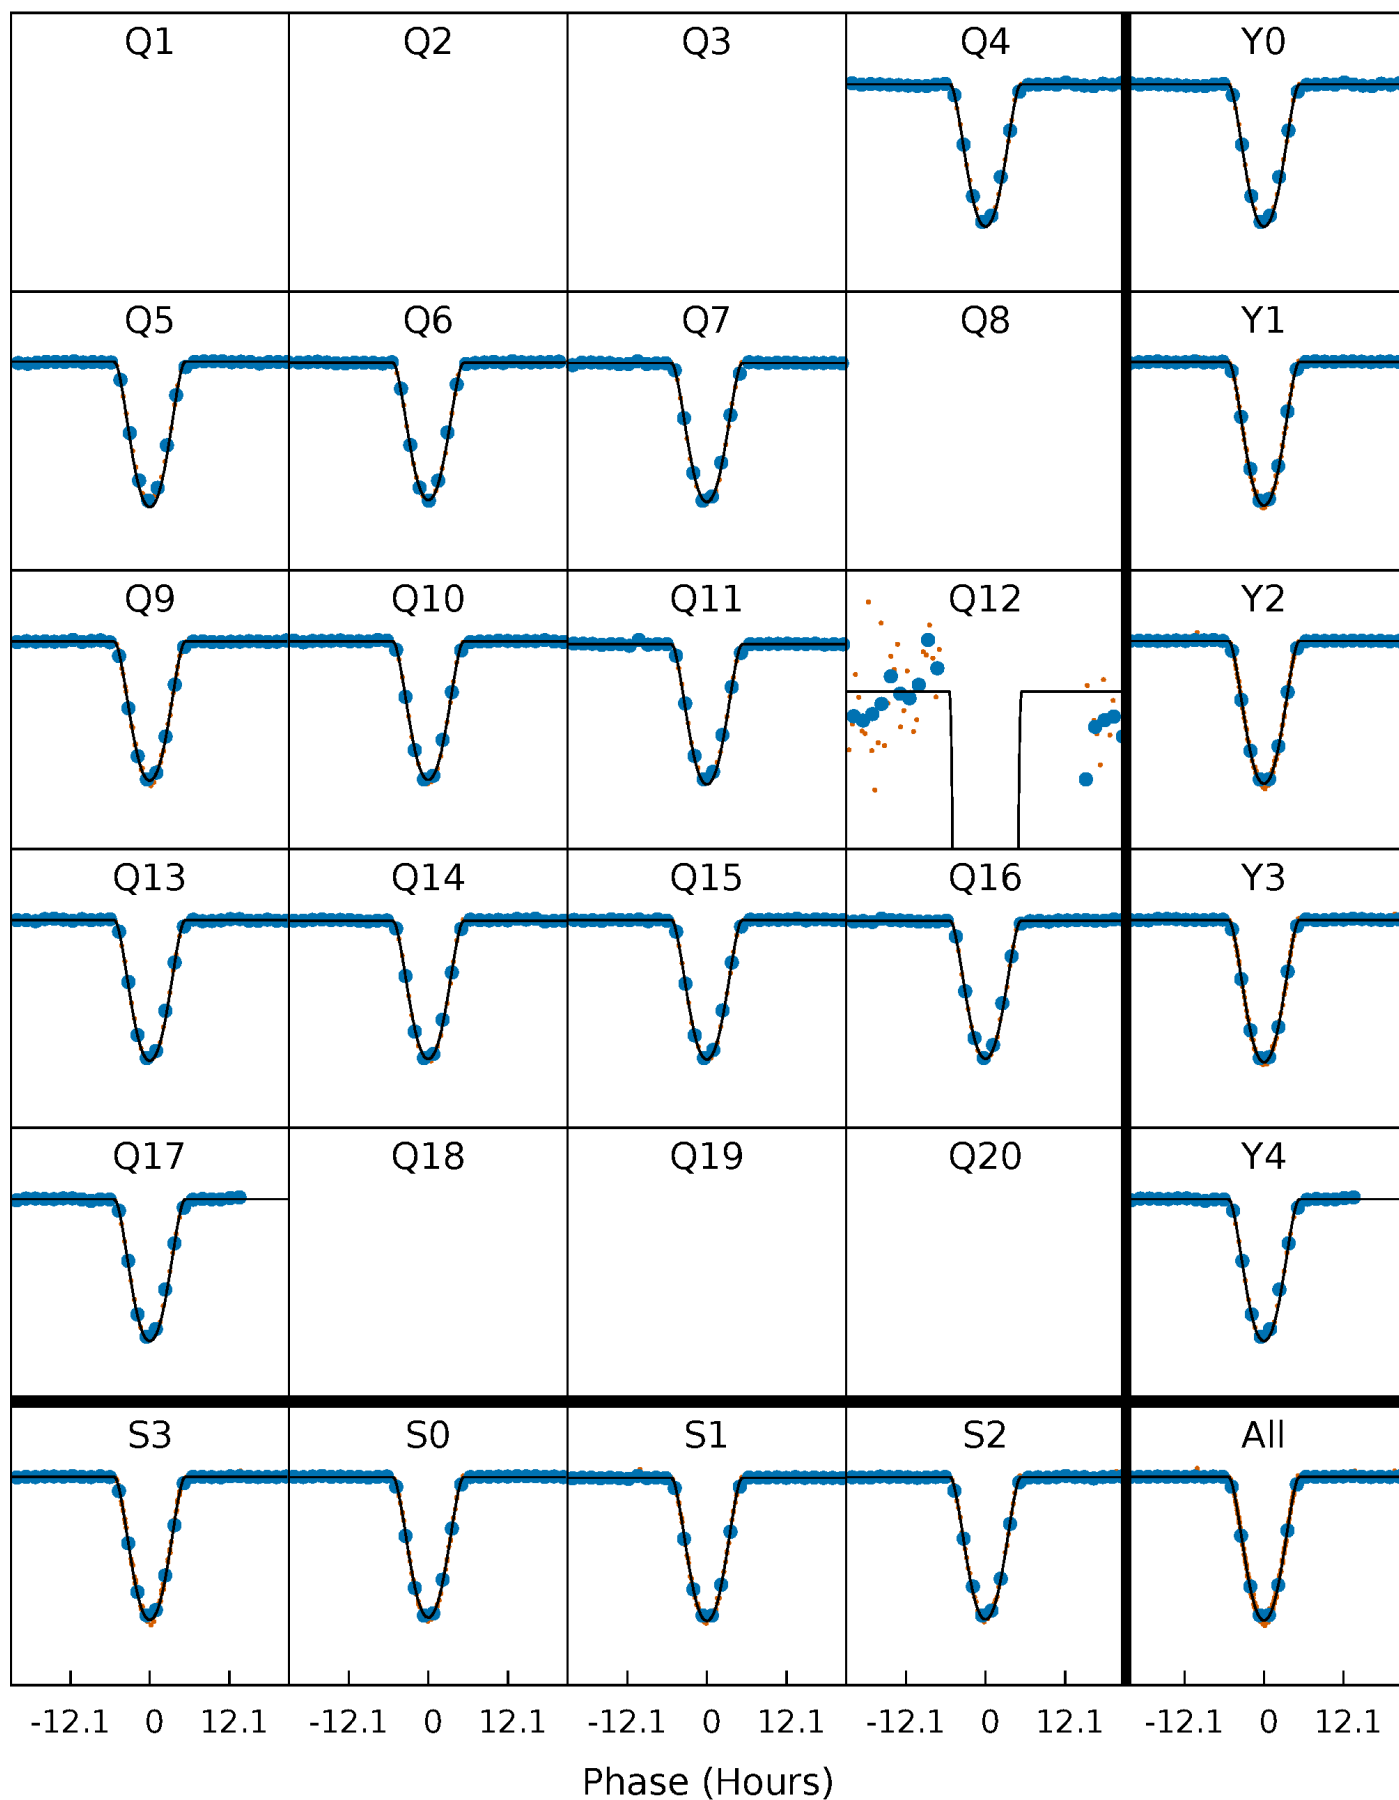 Q1 Q2 Q3 Q4 Y0
Q5 Q6 Q7 Q8 Y1
Q9 Q10 Q11 Q12 Y2
Q13 Q14 Q15 Q16 Y3
Q17 Q18 Q19 Q20 Y4
S3 S0 S1 S2 All
-12.1 0 12.1 -12.1 0 12.1 -12.1 0 12.1 -12.1 0 12.1 -12.1 0 12.1
Phase (Hours)